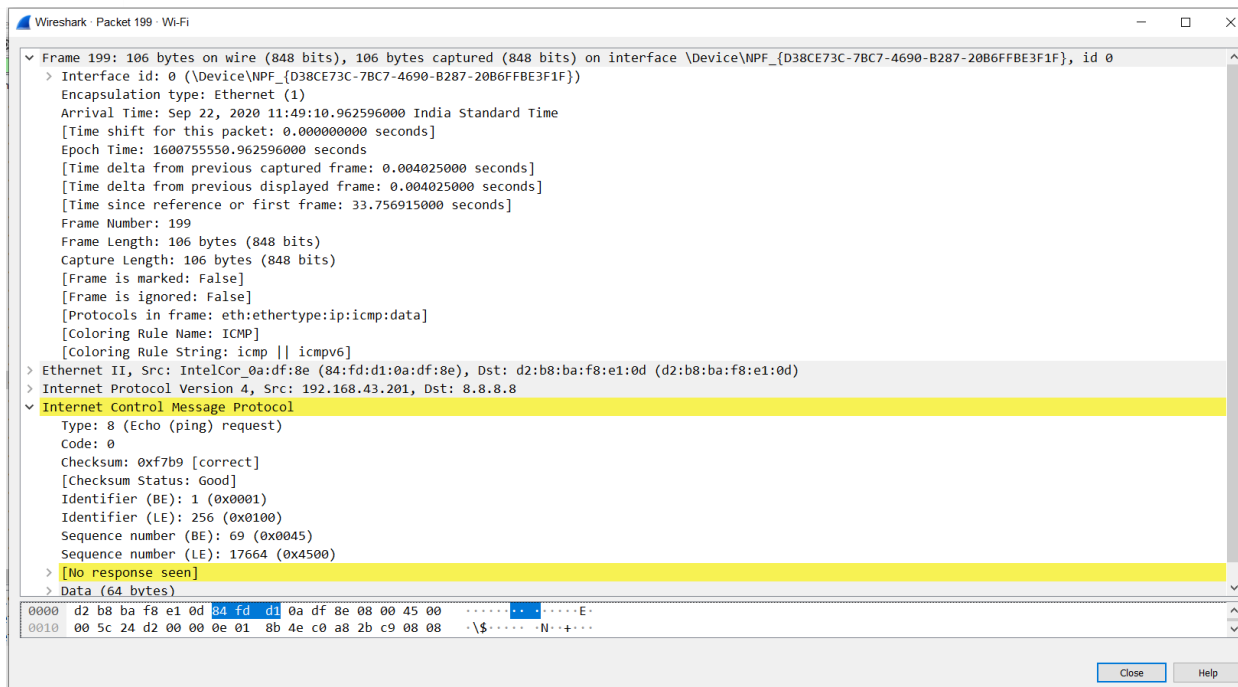 Wireshark · Packet 199 · Wi-Fi
Frame 199: 106 bytes on wire (848 bits), 106 bytes captured (848 bits) on interface \Device\NPF_{D38CE73C-7BC7-4690-B287-20B6FFBE3F1F}, id 0
Interface id: 0 (\Device\NPF_{D38CE73C-7BC7-4690-B287-20B6FFBE3F1F})
Encapsulation type: Ethernet (1)
Arrival Time: Sep 22, 2020 11:49:10.962596000 India Standard Time
[Time shift for this packet: 0.000000000 seconds]
Epoch Time: 1600755550.962596000 seconds
[Time delta from previous captured frame: 0.004025000 seconds]
[Time delta from previous displayed frame: 0.004025000 seconds]
[Time since reference or first frame: 33.756915000 seconds]
Frame Number: 199
Frame Length: 106 bytes (848 bits)
Capture Length: 106 bytes (848 bits)
[Frame is marked: False]
[Frame is ignored: False]
[Protocols in frame: eth:ethertype:ip:icmp:data]
[Coloring Rule Name: ICMP]
[Coloring Rule String: icmp || icmpv6]
Ethernet II, Src: IntelCor_0a:df:8e (84:fd:d1:0a:df:8e), Dst: d2:b8:ba:f8:e1:0d (d2:b8:ba:f8:e1:0d)
Internet Protocol Version 4, Src: 192.168.43.201, Dst: 8.8.8.8
Internet Control Message Protocol
Type: 8 (Echo (ping) request)
Code: 0
Checksum: 0xf7b9 [correct]
[Checksum Status: Good]
Identifier (BE): 1 (0x0001)
Identifier (LE): 256 (0x0100)
Sequence number (BE): 69 (0x0045)
Sequence number (LE): 17664 (0x4500)
[No response seen]
Data (64 bytes)
0000 d2 b8 ba f8 e1 0d 84 fd d1 0a df 8e 08 00 45 00 ··············E·
0010 00 5c 24 d2 00 00 0e 01 8b 4e c0 a8 2b c9 08 08 ·\$······N··+···
Close Help